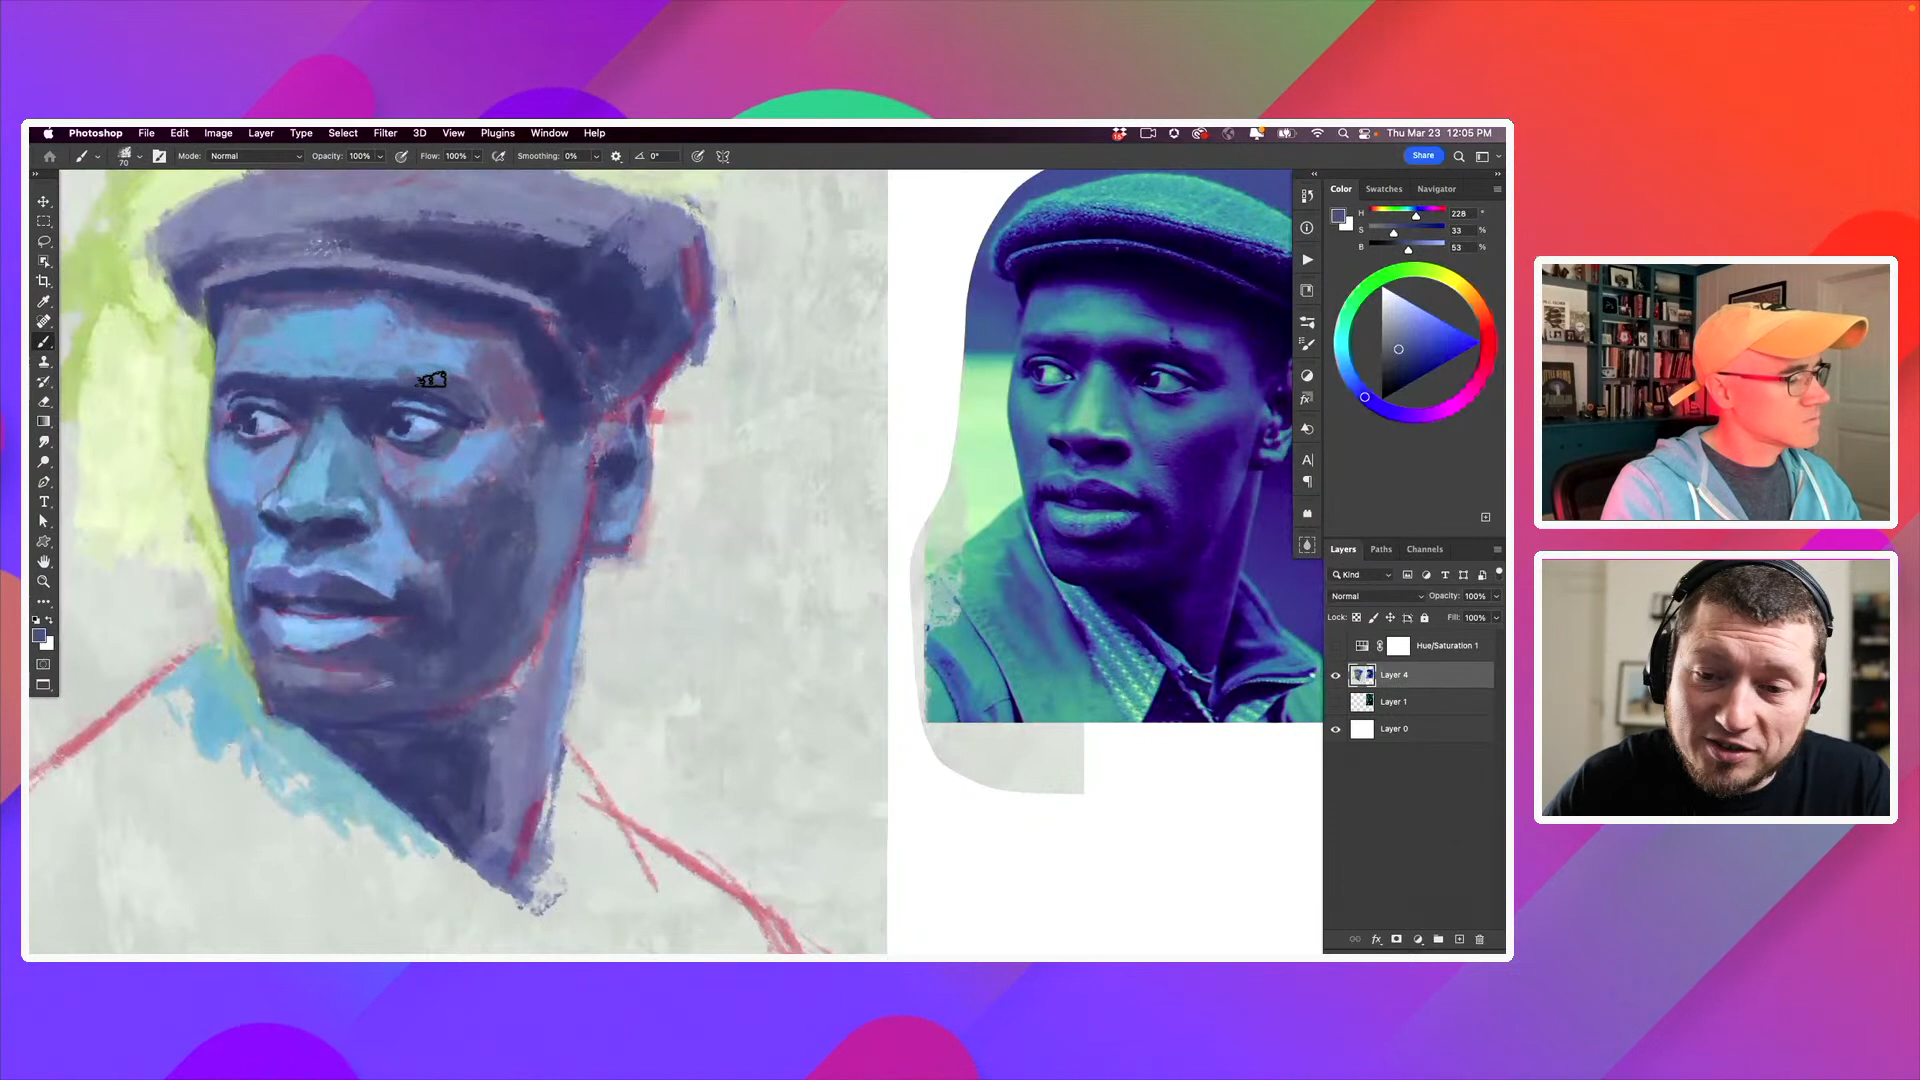 Photoshop File Edit Image Layer Type Select Filter 3D View Plugins Window Help Thu Mar 23 12:05 PM
70 Mode: Normal Opacity: 100% Flow: 100% Smoothing: 0% 0° Share
Color Swatches Navigator
H 228 °
S 33 %
B 53 %
Layers Paths Channels
Kind
Normal Opacity: 100%
Lock: Fill: 100%
Hue/Saturation 1
Layer 4
Layer 1
Layer 0